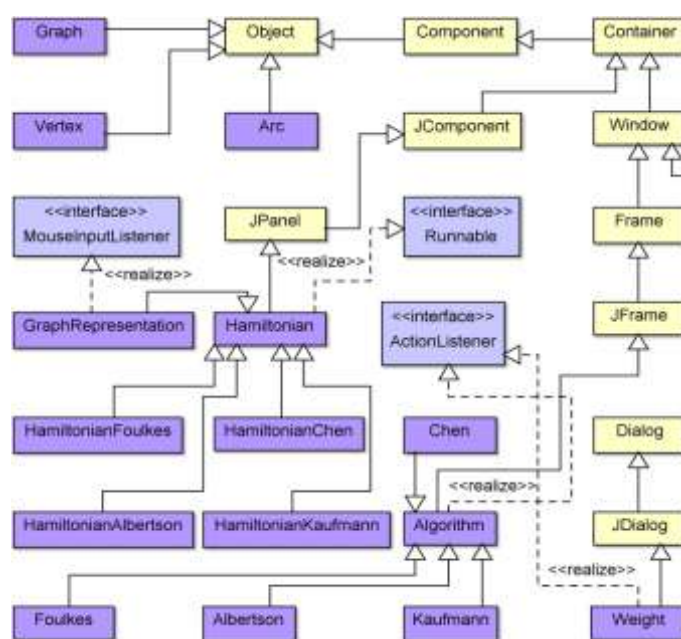 Graph
Object
Component
Container
Vertex
Arc
JComponent
Window
<<interface>>
MouseInputListener
JPanel
<<interface>>
Runnable
Frame
<<realize>>
<<realize>>
GraphRepresentation
Hamiltonian
<<interface>>
ActionListener
JFrame
HamiltonianFoulkes
HamiltonianChen
Chen
Dialog
<<realize>>
HamiltonianAlbertson
HamiltonianKaufmann
Algorithm
JDialog
<<realize>>
Foulkes
Albertson
Kaufmann
Weight